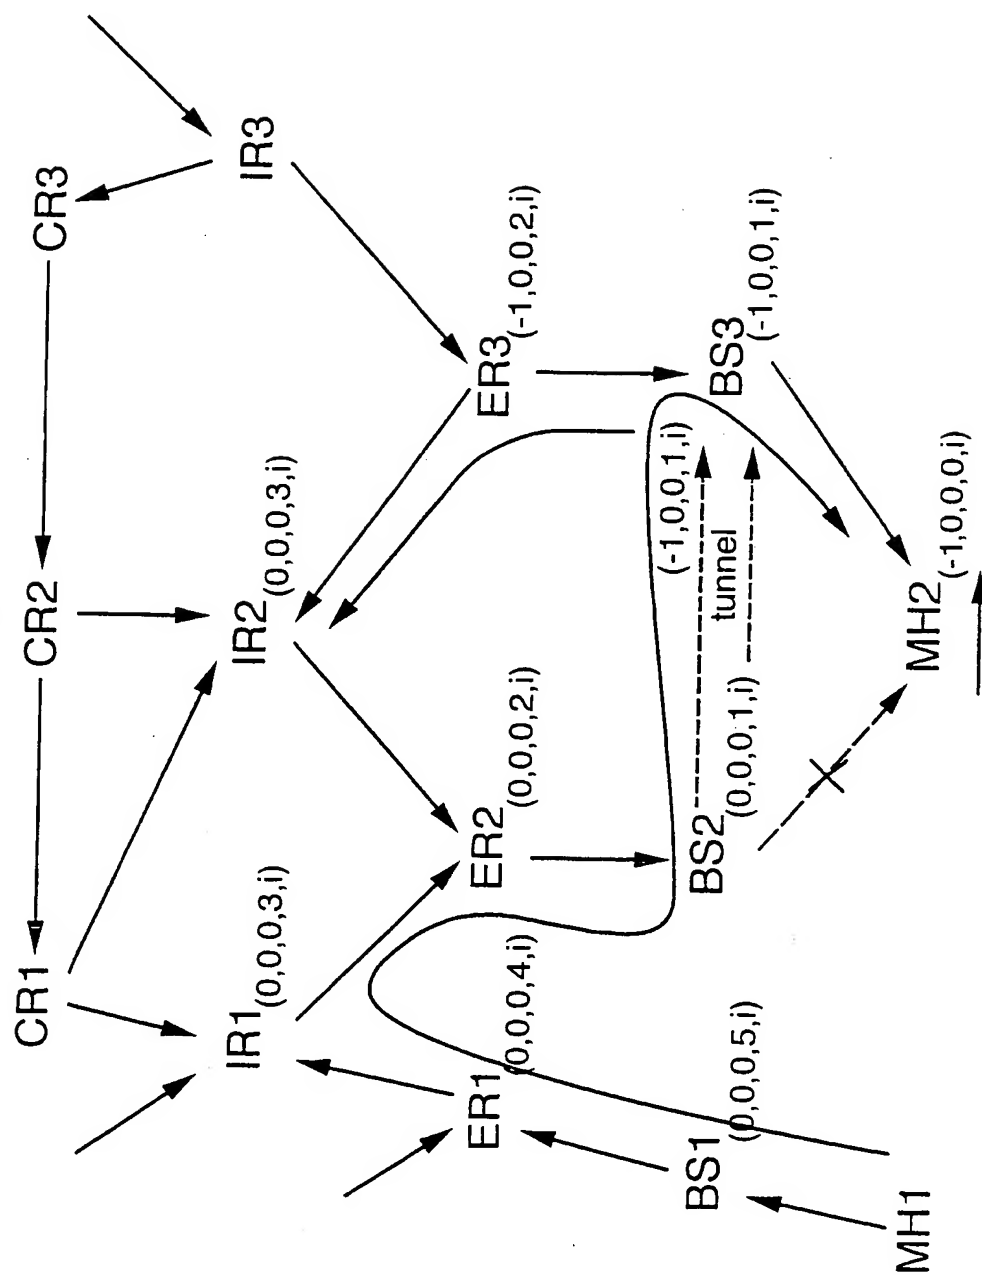 CR1
CR2
CR3
IR1
(0,0,0,3,i)
IR2
(0,0,0,3,i)
IR3
ER1
(0,0,0,4,i)
ER2
(0,0,0,2,i)
ER3
(-1,0,0,2,i)
(-1,0,0,1,i)
tunnel
BS1
(0,0,0,5,i)
BS2
(0,0,0,1,i)
BS3
(-1,0,0,1,i)
MH1
MH2
(-1,0,0,0,i)